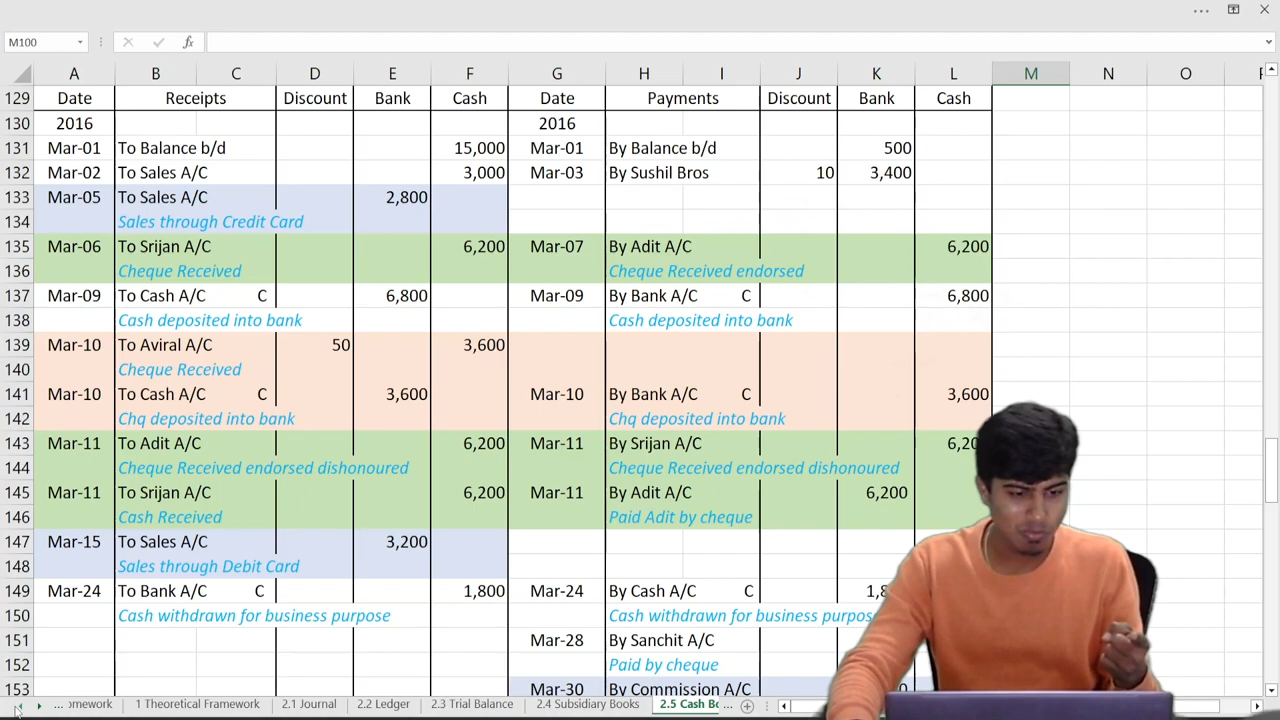 M100 fx
A B C D E F G H I J K L M N O
129 Date Receipts Discount Bank Cash Date Payments Discount Bank Cash
130 2016 2016
131 Mar-01 To Balance b/d 15,000 Mar-01 By Balance b/d 500
132 Mar-02 To Sales A/C 3,000 Mar-03 By Sushil Bros 10 3,400
133 Mar-05 To Sales A/C 2,800
134 Sales through Credit Card
135 Mar-06 To Srijan A/C 6,200 Mar-07 By Adit A/C 6,200
136 Cheque Received Cheque Received endorsed
137 Mar-09 To Cash A/C C 6,800 Mar-09 By Bank A/C C 6,800
138 Cash deposited into bank Cash deposited into bank
139 Mar-10 To Aviral A/C 50 3,600
140 Cheque Received
141 Mar-10 To Cash A/C C 3,600 Mar-10 By Bank A/C C 3,600
142 Chq deposited into bank Chq deposited into bank
143 Mar-11 To Adit A/C 6,200 Mar-11 By Srijan A/C
144 Cheque Received endorsed dishonoured Cheque Received endorsed dishonoured
145 Mar-11 To Srijan A/C 6,200 Mar-11 By Adit A/C 6,200
146 Cash Received Paid Adit by cheque
147 Mar-15 To Sales A/C 3,200
148 Sales through Debit Card
149 Mar-24 To Bank A/C C 1,800 Mar-24 By Cash A/C C
150 Cash withdrawn for business purpose Cash withdrawn for business
151 Mar-28 By Sanchit A/C
152 Paid by cheque
153 Mar-30 By Commission A/C
... omework 1 Theoretical Framework 2.1 Journal 2.2 Ledger 2.3 Trial Balance 2.4 Subsidiary Books 2.5 Cash Bo ...